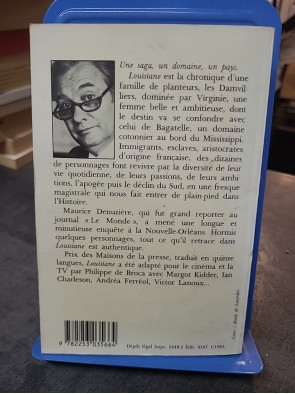 Une saga, un domaine, un pays.
Louisiane est la chronique d'une
famille de planteurs, les Damvil
liers, dominée par Virginie, une
femme belle et ambitieuse, dont
le destin va se confondre avec
celui de Bagatelle, un domaine
cotonnier au bord du Mississippi.
Immigrants, esclaves, aristocrates
d'origine française, des dizaines
de personnages font revivre par la diversité de leur
vie quotidienne, de leurs passions, de leurs ambi
tions, l'apogée puis le déclin du Sud, en une fresque
magistrale qui nous fait entrer de plain-pied dans
l'Histoire.
Maurice Denuzière, qui fut grand reporter au
journal « Le Monde », a mené une longue et
minutieuse enquête à la Nouvelle-Orléans. Hormis
quelques personnages, tout ce qu'il retrace dans
Louisiane est authentique.
Prix des Maisons de la presse, traduit en quinze
langues, Louisiane a été adapté pour le cinéma et la
TV par Philippe de Broca avec Margot Kidder, Ian
Charleson, Andréa Ferréol, Victor Lanoux...
9 782253 035664
Dépôt légal Impr.